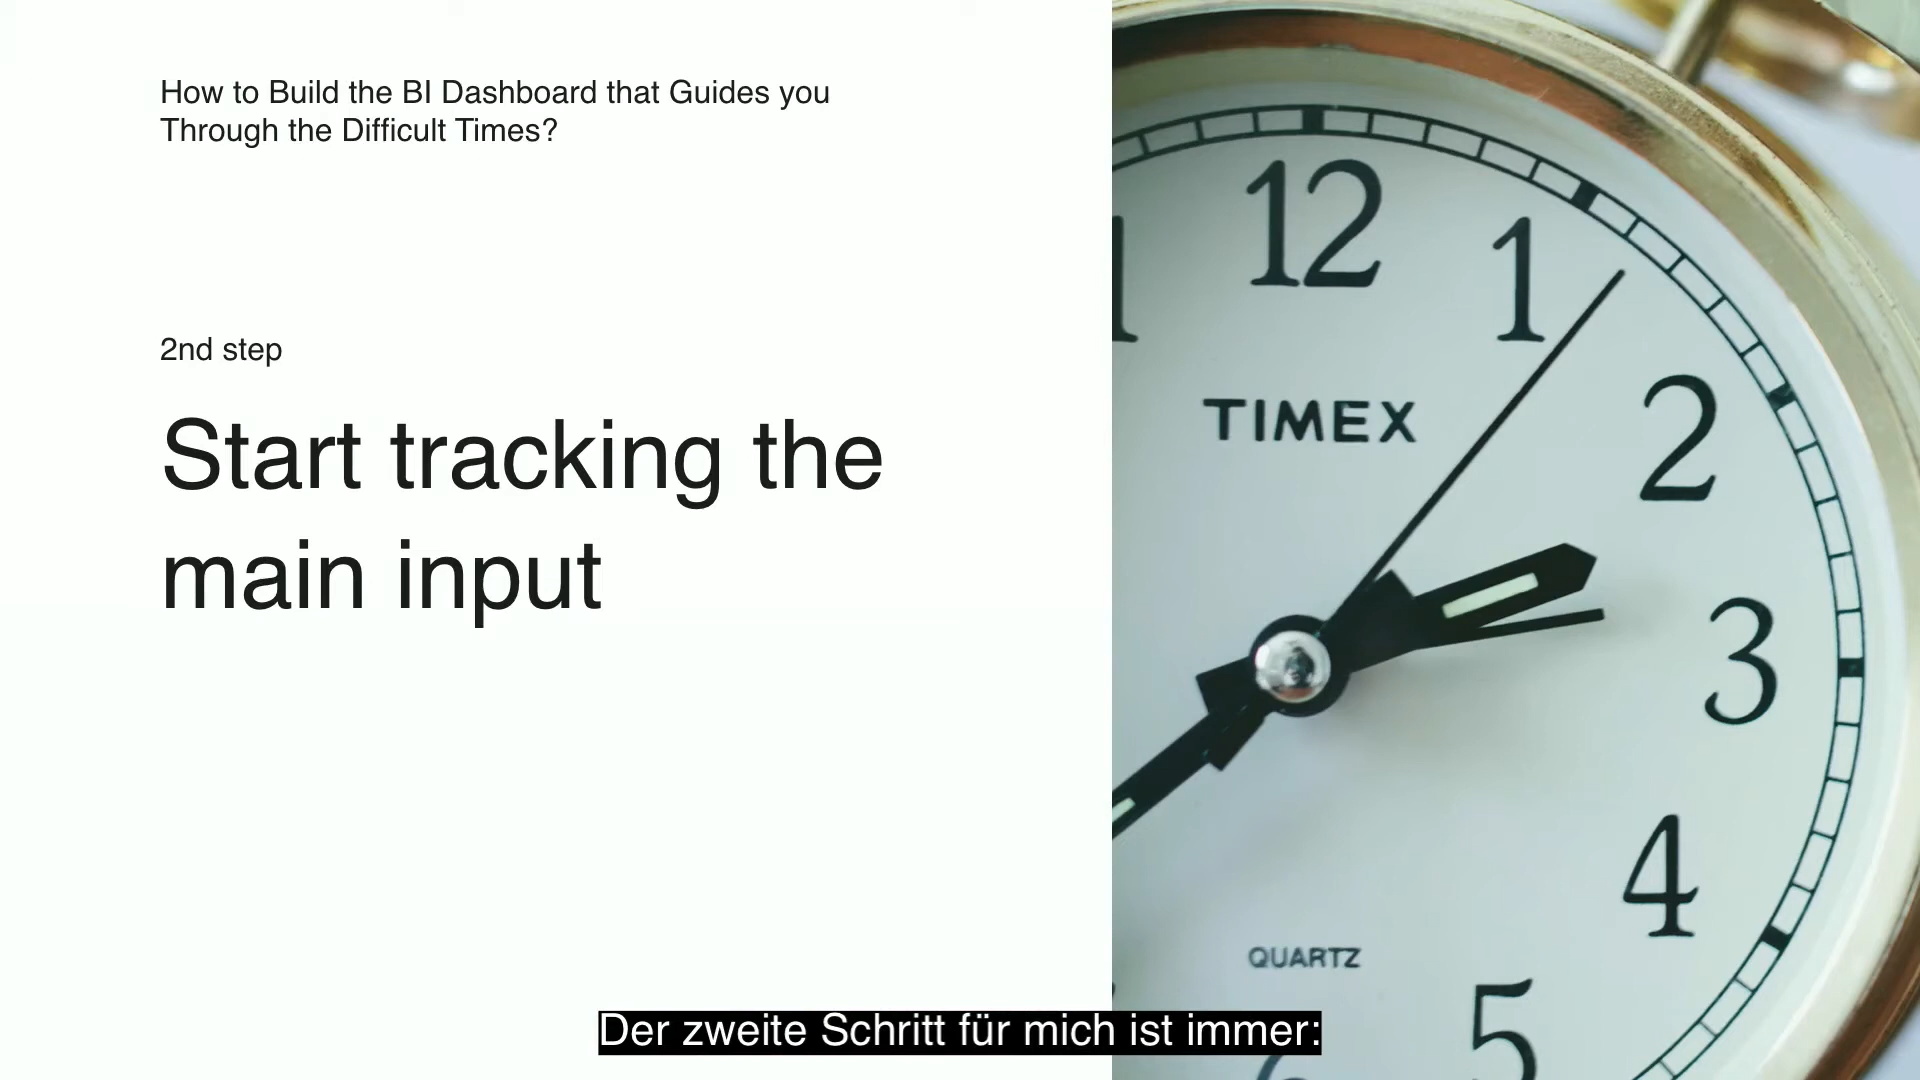 How to Build the BI Dashboard that Guides you
Through the Difficult Times?
2nd step
Start tracking the
main input
12
1
2
TIMEX
3
4
QUARTZ
5
Der zweite Schritt für mich ist immer: